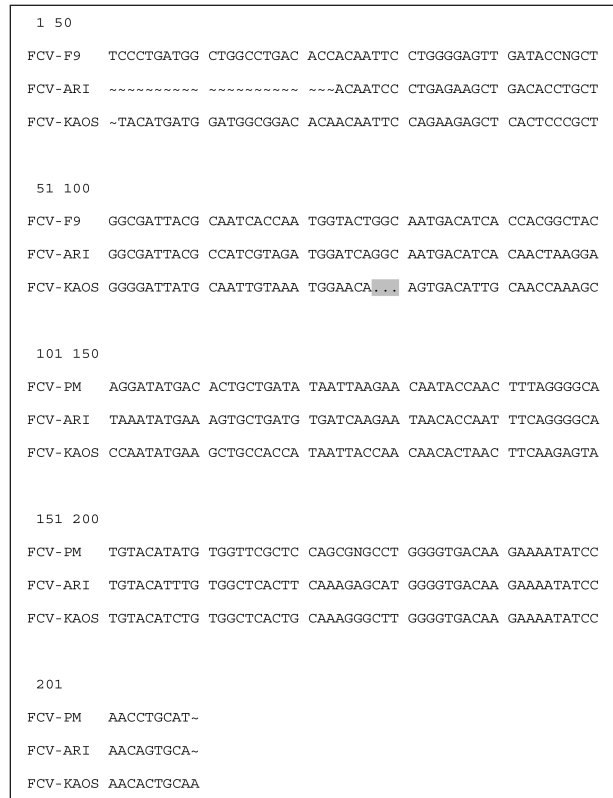 1 50
FCV-F9 TCCCTGATGG CTGGCCTGAC ACCACAATTC CTGGGGAGTT GATACCNGCT
FCV-ARI ~~~~~~~~~~ ~~~~~~~~~~ ~~~ACAATCC CTGAGAAGCT GACACCTGCT
FCV-KAOS ~TACATGATG GATGGCGGAC ACAACAATTC CAGAAGAGCT CACTCCCGCT
51 100
FCV-F9 GGCGATTACG CAATCACCAA TGGTACTGGC AATGACATCA CCACGGCTAC
FCV-ARI GGCGATTACG CCATCGTAGA TGGATCAGGC AATGACATCA CAACTAAGGA
FCV-KAOS GGGGATTATG CAATTGTAAA TGGAACA... AGTGACATTG CAACCAAAGC
101 150
FCV-PM AGGATATGAC ACTGCTGATA TAATTAAGAA CAATACCAAC TTTAGGGGCA
FCV-ARI TAAATATGAA AGTGCTGATG TGATCAAGAA TAACACCAAT TTCAGGGGCA
FCV-KAOS CCAATATGAA GCTGCCACCA TAATTACCAA CAACACTAAC TTCAAGAGTA
151 200
FCV-PM TGTACATATG TGGTTCGCTC CAGCGNGCCT GGGGTGACAA GAAAATATCC
FCV-ARI TGTACATTTG TGGCTCACTT CAAAGAGCAT GGGGTGACAA GAAAATATCC
FCV-KAOS TGTACATCTG TGGCTCACTG CAAAGGGCTT GGGGTGACAA GAAAATATCC
201
FCV-PM AACCTGCAT~
FCV-ARI AACAGTGCA~
FCV-KAOS AACACTGCAA